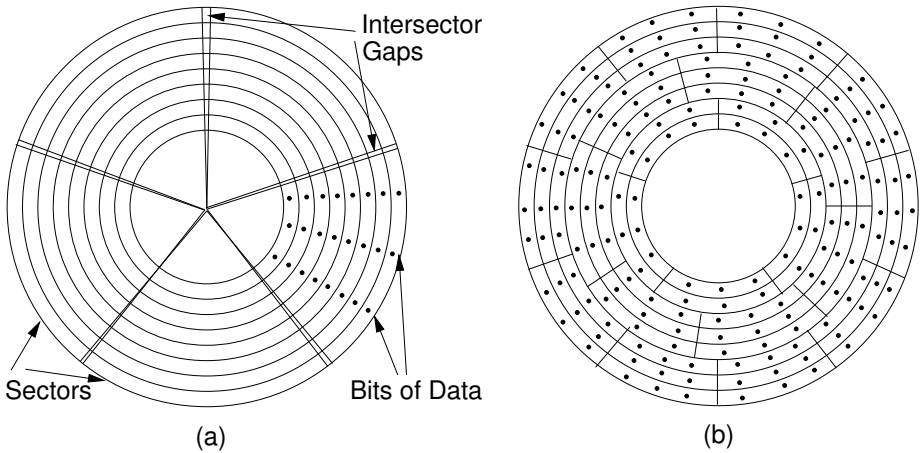 Intersector
Gaps
Sectors
Bits of Data
(a)
(b)